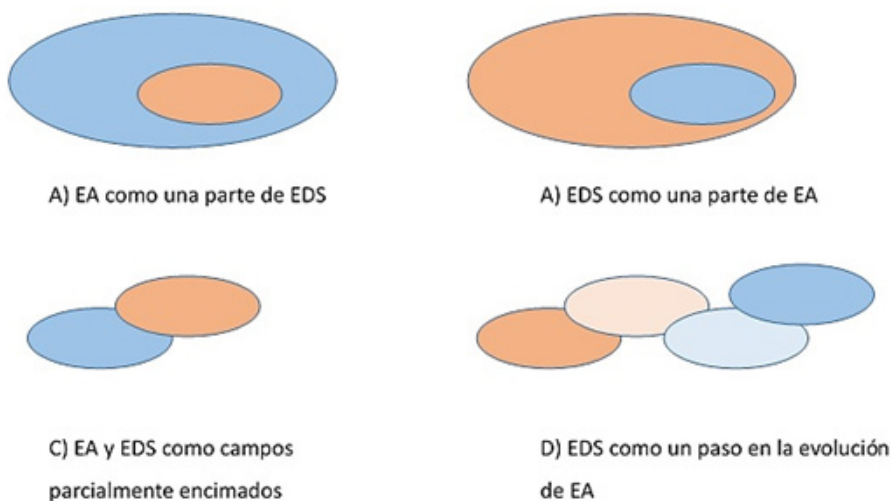 A) EA como una parte de EDS
A) EDS como una parte de EA
C) EA y EDS como campos
parcialmente encimados
D) EDS como un paso en la evolución
de EA